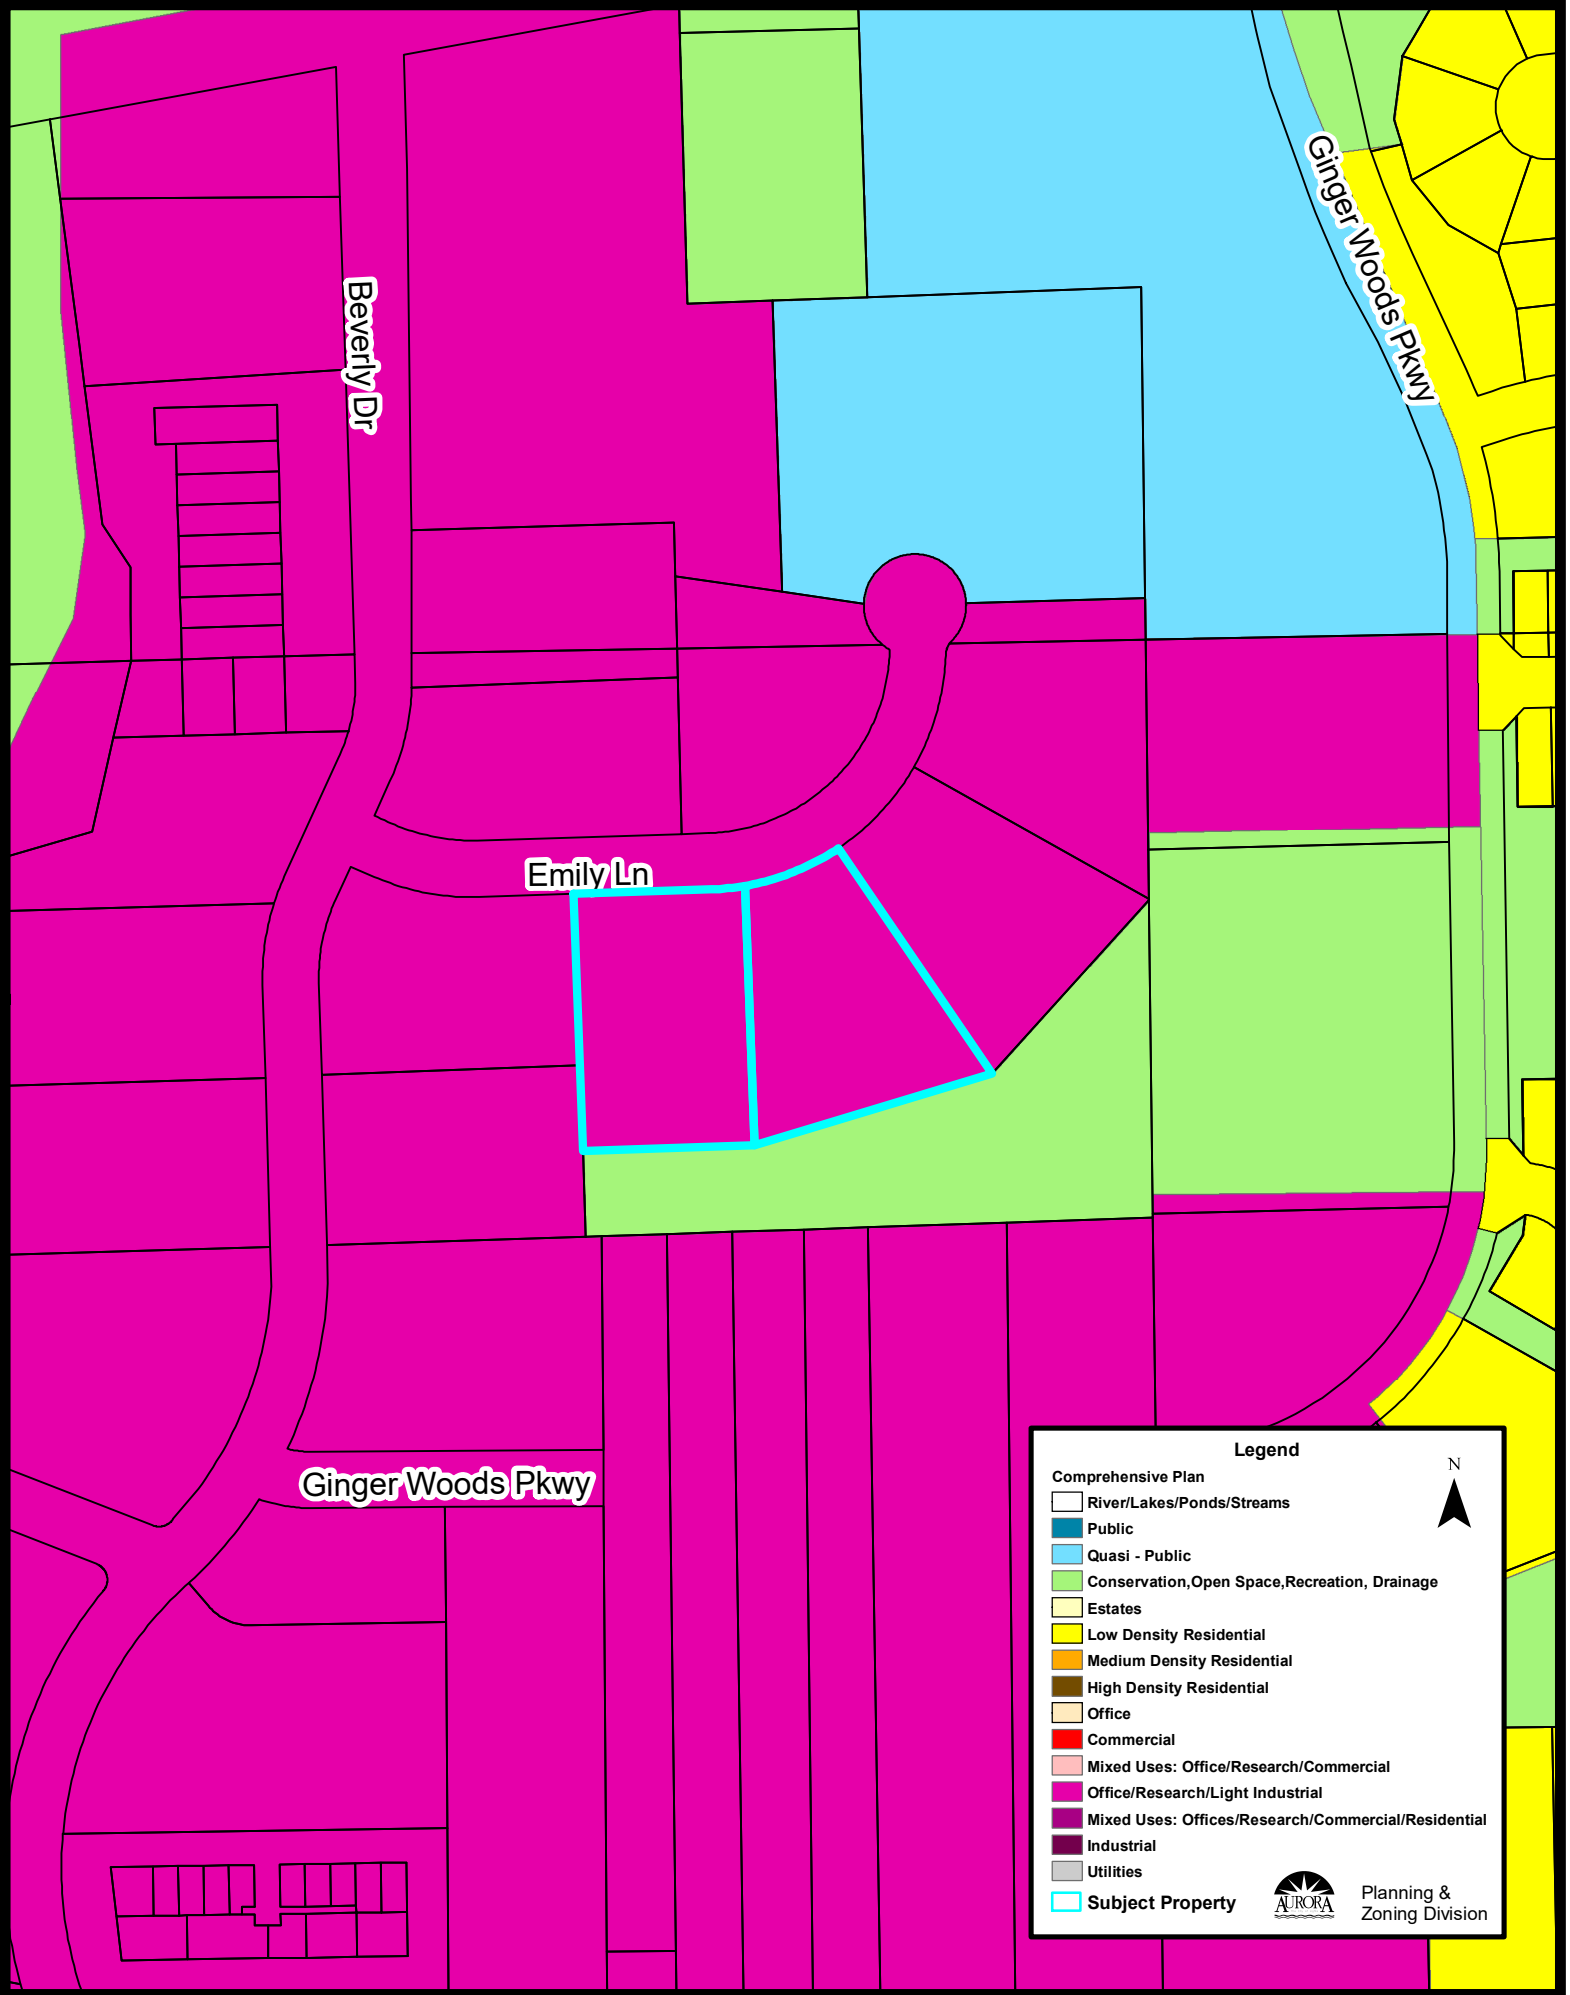 Ginger Woods Pkwy
Beverly Dr
Emily Ln
Ginger Woods Pkwy
Legend
Comprehensive Plan
River/Lakes/Ponds/Streams
Public
Quasi - Public
Conservation,Open Space,Recreation, Drainage
Estates
Low Density Residential
Medium Density Residential
High Density Residential
Office
Commercial
Mixed Uses: Office/Research/Commercial
Office/Research/Light Industrial
Mixed Uses: Offices/Research/Commercial/Residential
Industrial
Utilities
Subject Property
N
AURORA
Planning &
Zoning Division